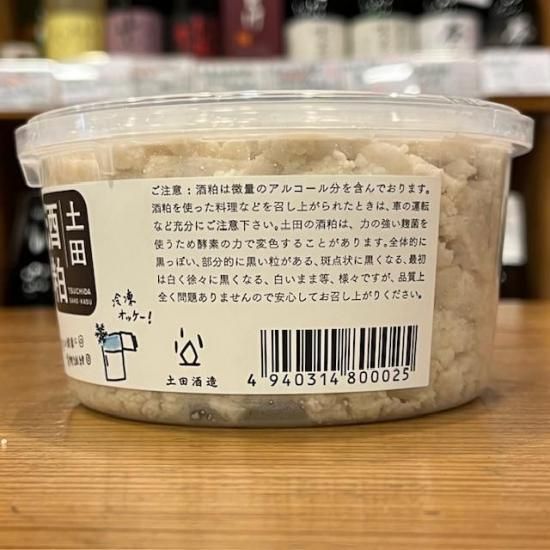 土田
酒粕
TSUCHIDA
SAKE-KASU
ご注意:酒粕は微量のアルコール分を含んでおります。
酒粕を使った料理などを召し上がられたときは、車の運転
など充分にご注意下さい。土田の酒粕は、力の強い麹菌
を使うため酵素の力で変色することがあります。全体的に
黒っぽい、部分的に黒い粒がある、斑点状に黒くなる、最初
は白く徐々に黒くなる、白いまま等、様々ですが、品質上
全く問題ありませんので安心してお召し上がりください。
冷凍
オッケー!
土田酒造
4 940314 800025